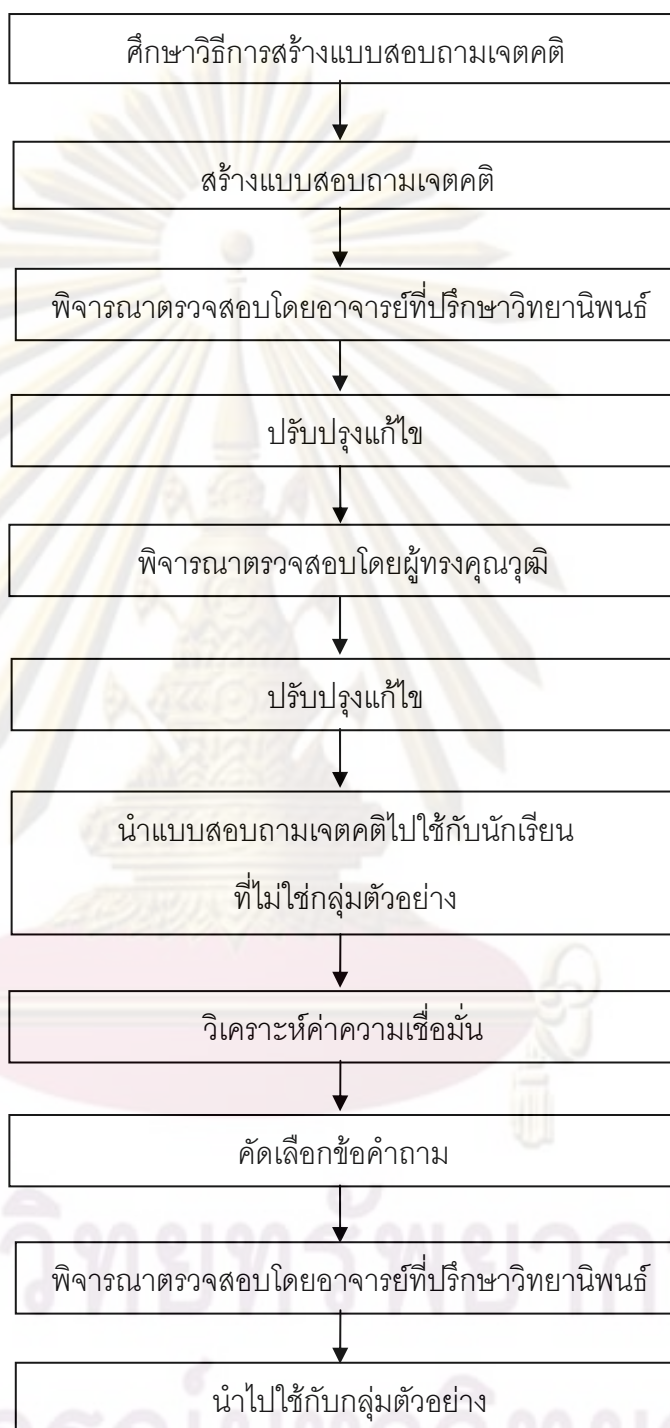 ศึกษาวิธีการสร้างแบบสอบถามเจตคติ
สร้างแบบสอบถามเจตคติ
พิจารณาตรวจสอบโดยอาจารย์ที่ปรึกษาวิทยานิพนธ์
ปรับปรุงแก้ไข
พิจารณาตรวจสอบโดยผู้ทรงคุณวุฒิ
ปรับปรุงแก้ไข
นำแบบสอบถามเจตคติไปใช้กับนักเรียน
ที่ไม่ใช่กลุ่มตัวอย่าง
วิเคราะห์ค่าความเชื่อมั่น
คัดเลือกข้อคำถาม
พิจารณาตรวจสอบโดยอาจารย์ที่ปรึกษาวิทยานิพนธ์
นำไปใช้กับกลุ่มตัวอย่าง